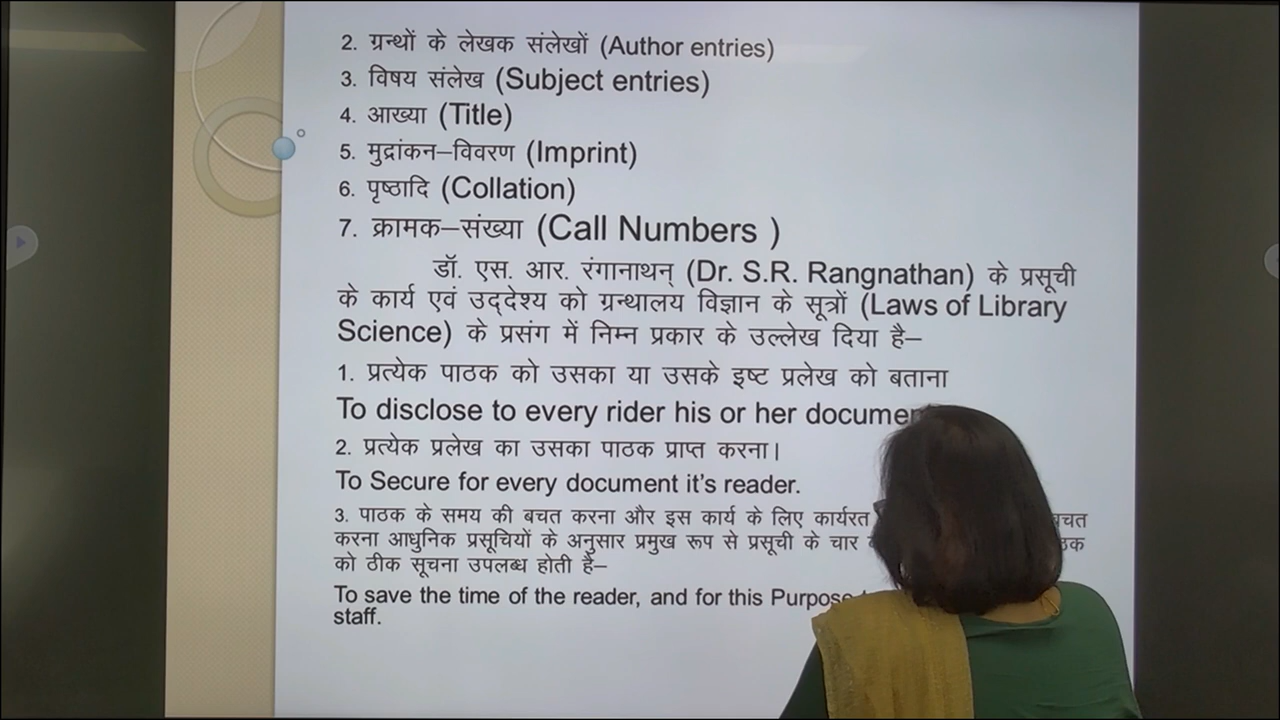 2. ग्रन्थों के लेखक संलेखों (Author entries)
3. विषय संलेख (Subject entries)
4. आख्या (Title)
5. मुद्रांकन–विवरण (Imprint)
6. पृष्ठादि (Collation)
7. क्रामक–संख्या (Call Numbers )
डॉ. एस. आर. रंगानाथन् (Dr. S.R. Rangnathan) के प्रसूची
के कार्य एवं उद्देश्य को ग्रन्थालय विज्ञान के सूत्रों (Laws of Library
Science) के प्रसंग में निम्न प्रकार के उल्लेख दिया है–
1. प्रत्येक पाठक को उसका या उसके इष्ट प्रलेख को बताना
To disclose to every rider his or her
2. प्रत्येक प्रलेख का उसका पाठक प्राप्त करना।
To Secure for every document it's reader.
3. पाठक के समय की बचत करना और इस कार्य के लिए कार्यरत
करना आधुनिक प्रसूचियों के अनुसार प्रमुख रूप से प्रसूची के चार
को ठीक सूचना उपलब्ध होती है–
To save the time of the reader, and for this Purpose
staff.